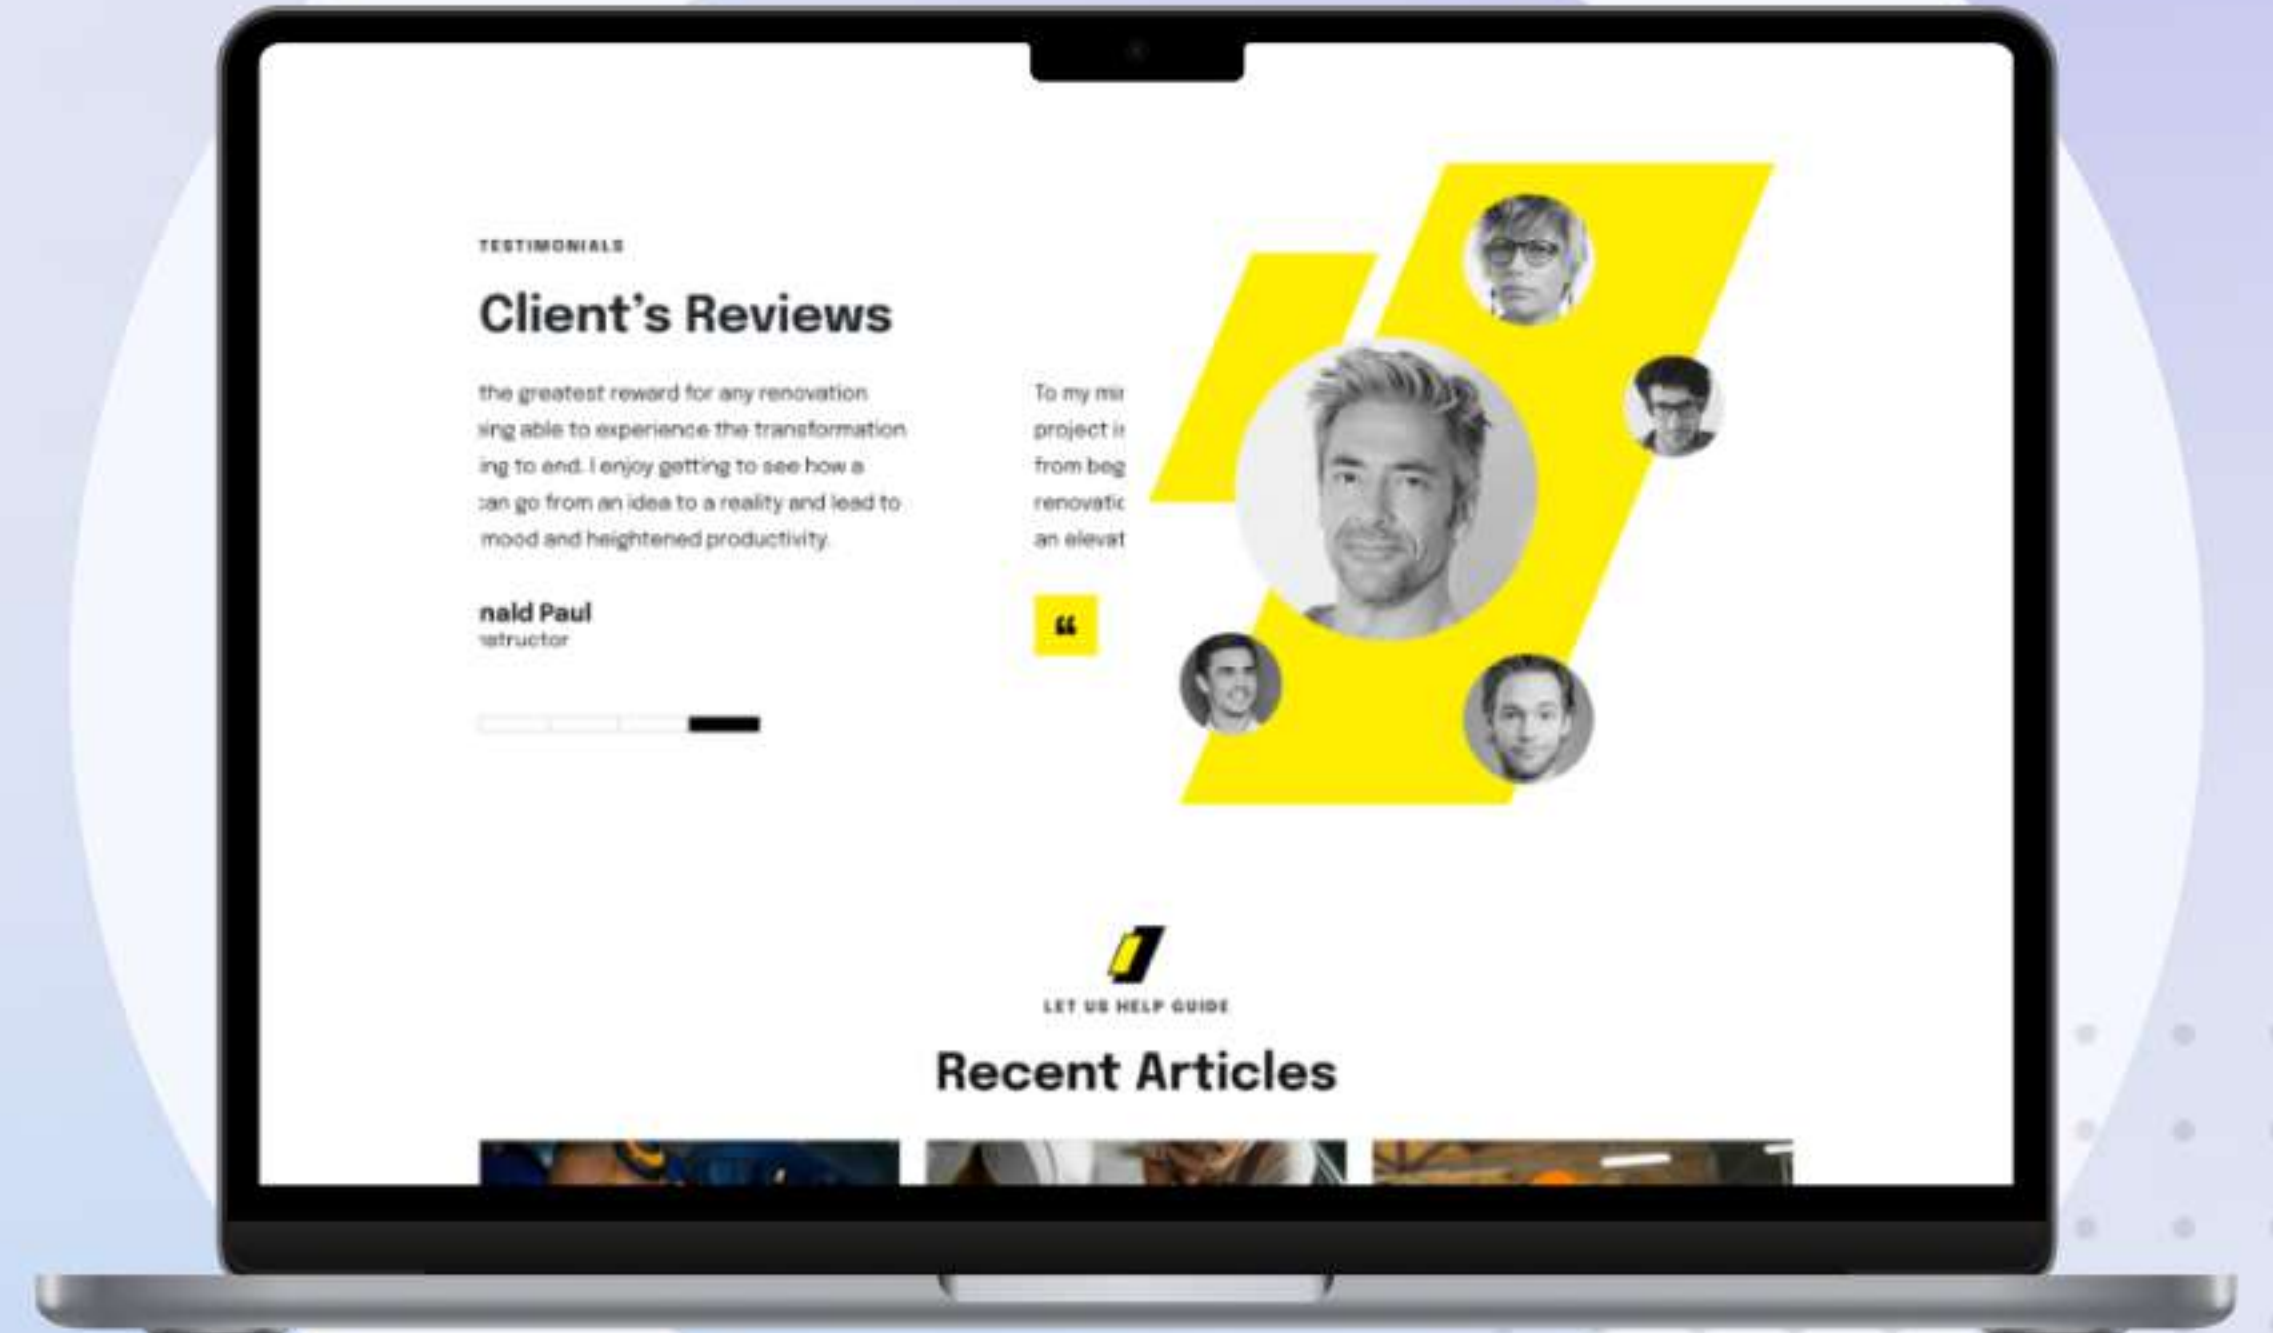 TESTIMONIALS
Client's Reviews
the greatest reward for any renovation
ing able to experience the transformation
ing to end. I enjoy getting to see how a
can go from an idea to a reality and lead to
mood and heightened productivity.
nald Paul
structor
To my min
project in
from beg
renovatic
an elevat
“
LET US HELP GUIDE
Recent Articles